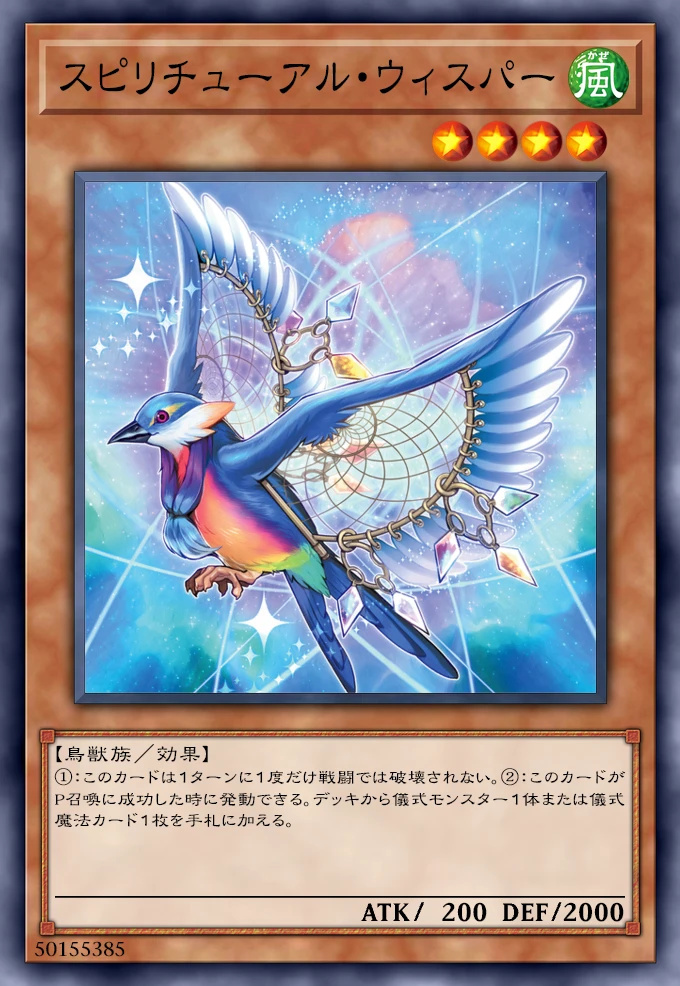 スピリチューアル・ウィスパー
風
かぜ
【鳥獣族／効果】
①：このカードは１ターンに１度だけ戦闘では破壊されない。②：このカードが
Ｐ召喚に成功した時に発動できる。デッキから儀式モンスター１体または儀式
魔法カード１枚を手札に加える。
ATK/ 200 DEF/2000
50155385